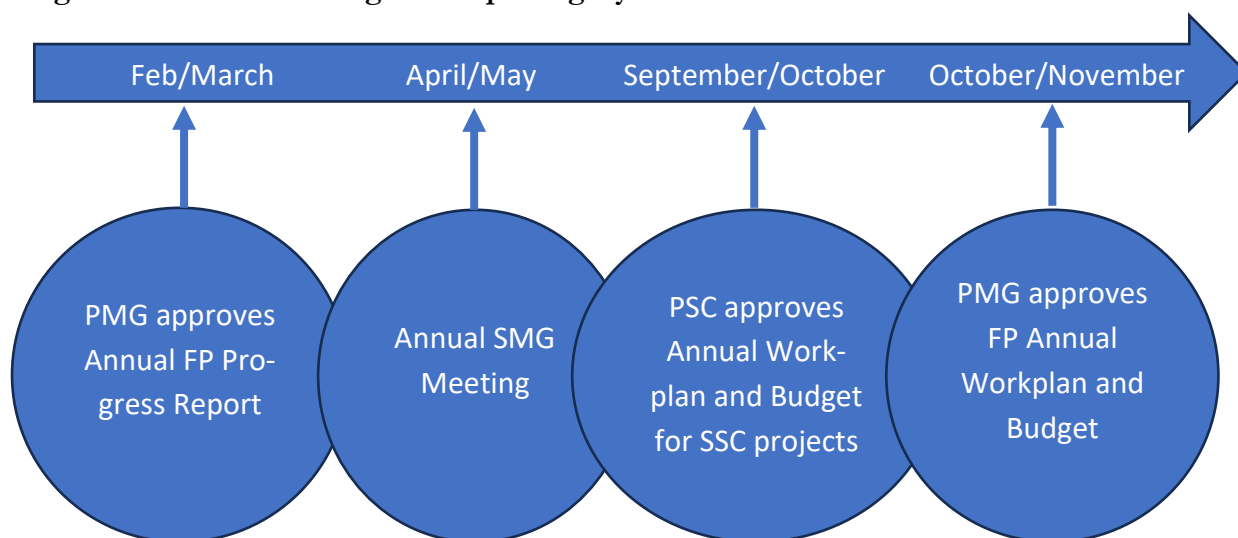 Feb/March
April/May
September/October
October/November
PMG approves
Annual FP Pro-
gress Report
Annual SMG
Meeting
PSC approves
Annual Work-
plan and Budget
for SSC projects
PMG approves
FP Annual
Workplan and
Budget